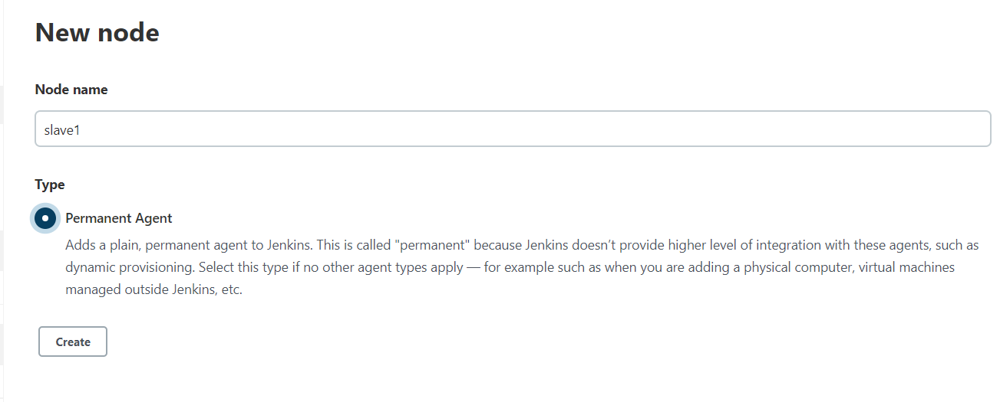 New node
Node name
slave1
Type
Permanent Agent
Adds a plain, permanent agent to Jenkins. This is called "permanent" because Jenkins doesn’t provide higher level of integration with these agents, such as
dynamic provisioning. Select this type if no other agent types apply — for example such as when you are adding a physical computer, virtual machines
managed outside Jenkins, etc.
Create